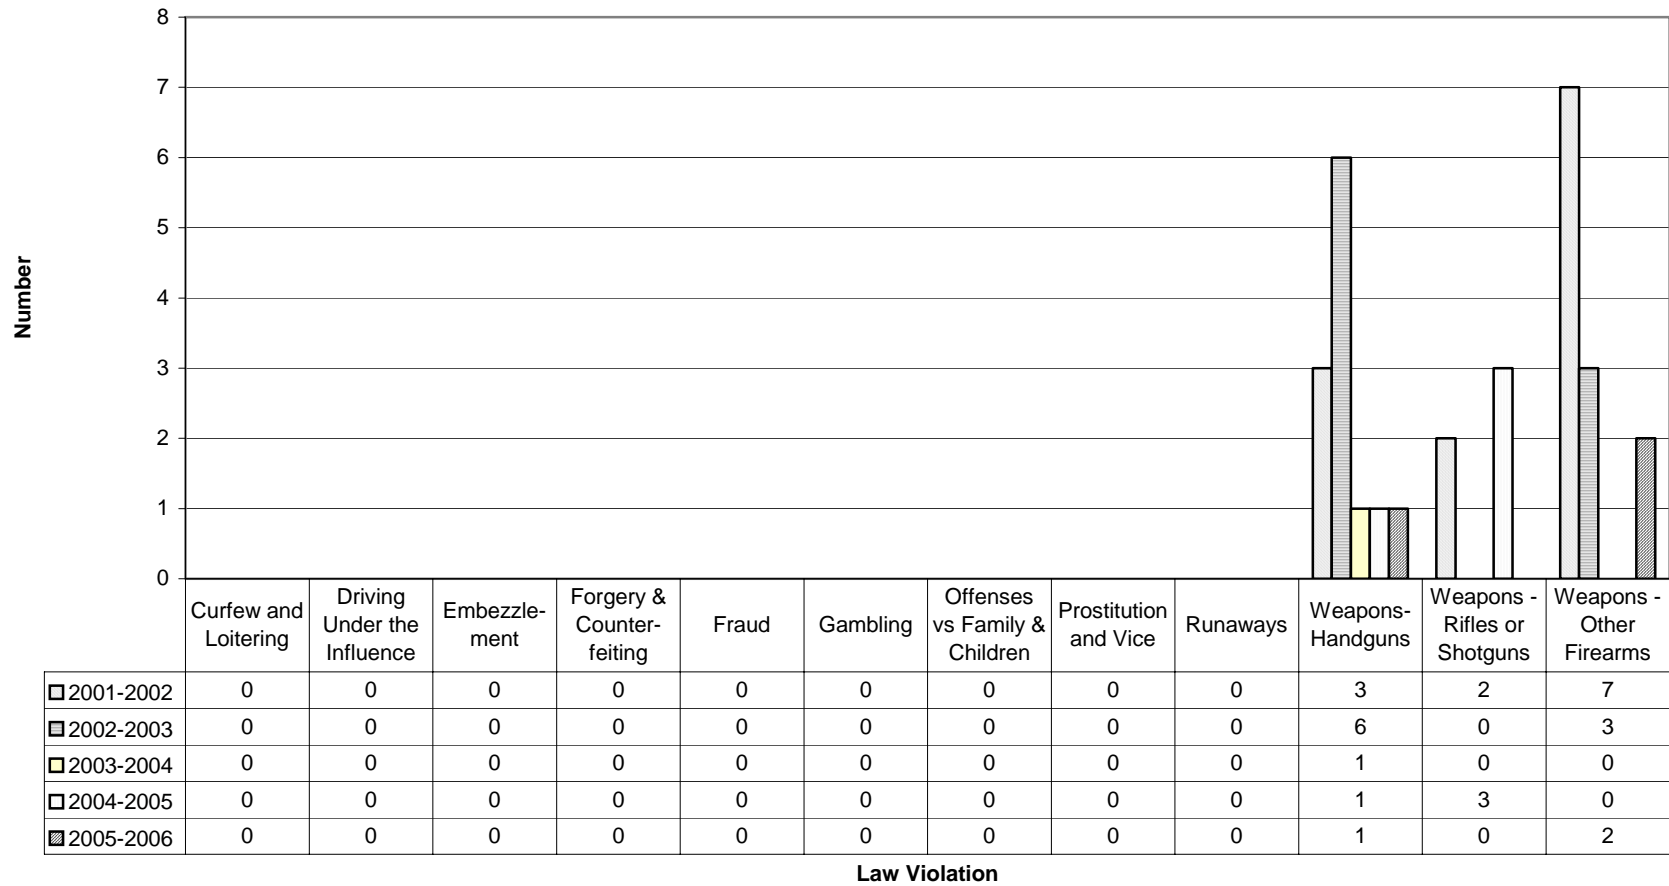 8
7
6
5
4
3
2
1
0
Number
Curfew and
Loitering
Driving
Under the
Influence
Embezzle-
ment
Forgery &
Counter-
feiting
Fraud
Gambling
Offenses
vs Family &
Children
Prostitution
and Vice
Runaways
Weapons-
Handguns
Weapons -
Rifles or
Shotguns
Weapons -
Other
Firearms
2001-2002 0 0 0 0 0 0 0 0 0 3 2 7
2002-2003 0 0 0 0 0 0 0 0 0 6 0 3
2003-2004 0 0 0 0 0 0 0 0 0 1 0 0
2004-2005 0 0 0 0 0 0 0 0 0 1 3 0
2005-2006 0 0 0 0 0 0 0 0 0 1 0 2
Law Violation